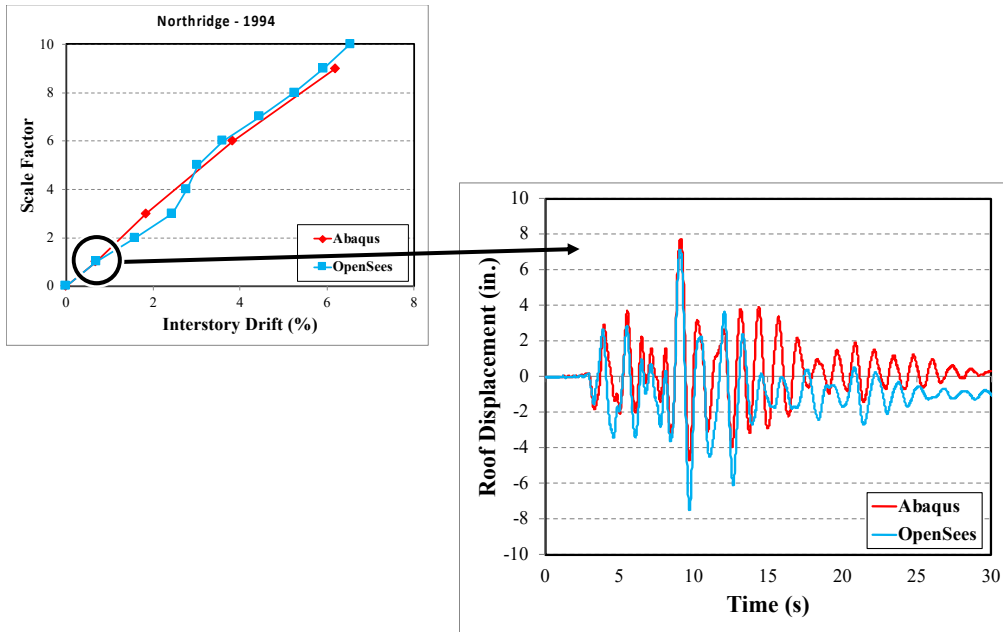 Northridge - 1994
10
8
6
4
2
0
0 2 4 6 8
Scale Factor
Interstory Drift (%)
Abaqus
OpenSees
10
8
6
4
2
0
-2
-4
-6
-8
-10
0 5 10 15 20 25 30
Roof Displacement (in.)
Time (s)
Abaqus
OpenSees